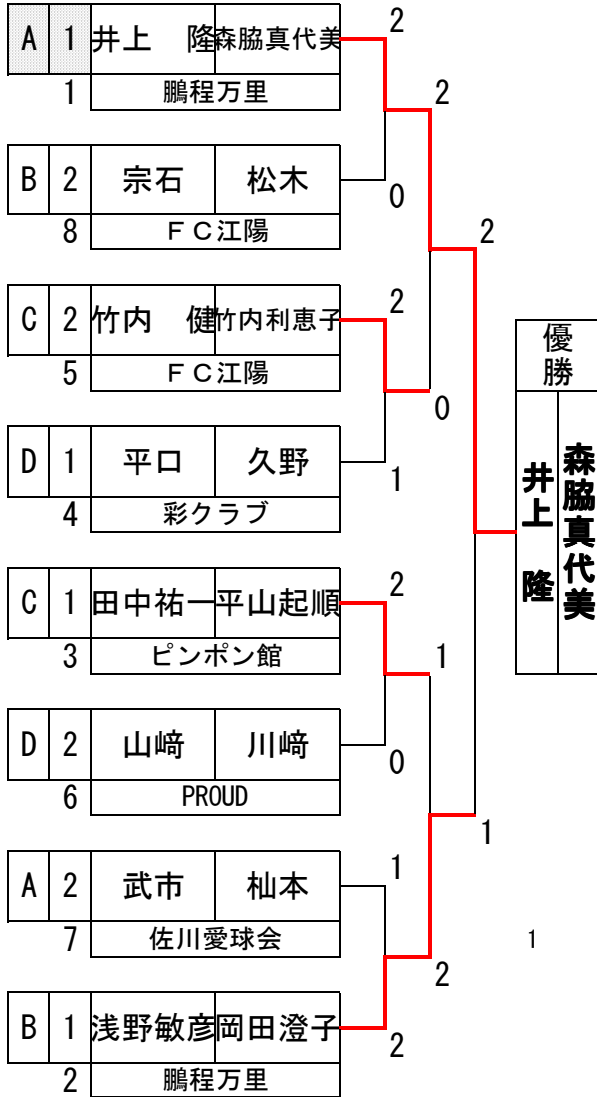 A 1 井上　隆 森脇真代美 2
1 鵬程万里 2
B 2 宗石 松木 0
8 ＦＣ江陽 2
C 2 竹内　健 竹内利恵子 2
5 ＦＣ江陽 0
D 1 平口 久野 1
4 彩クラブ
優勝
井上　隆
森脇真代美
C 1 田中祐一 平山起順 2
3 ピンポン館 1
D 2 山﨑 川﨑 0
6 PROUD 1
A 2 武市 杣本 1
7 佐川愛球会 1
2
B 1 浅野敏彦 岡田澄子 2
2 鵬程万里